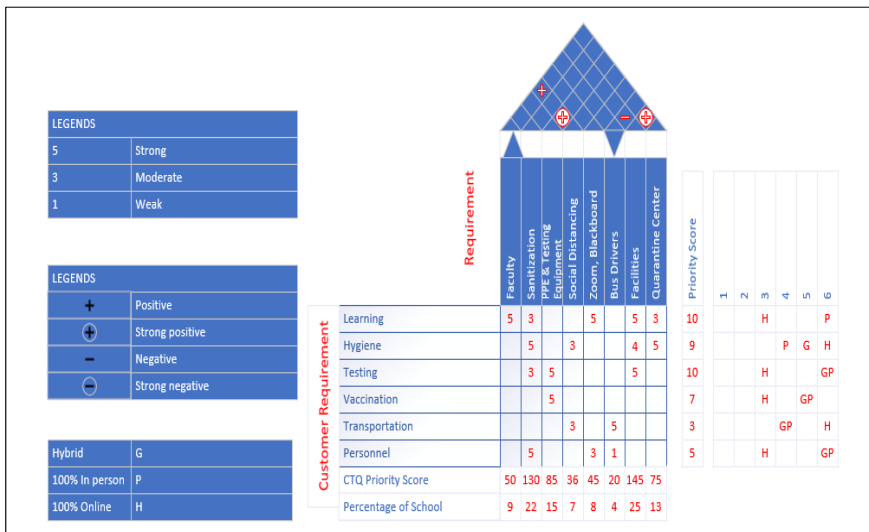 LEGENDS
5 Strong
3 Moderate
1 Weak
LEGENDS
+ Positive
⊕ Strong positive
− Negative
⊖ Strong negative
Hybrid G
100% In person P
100% Online H
+
⊕ − ⊕
Requirement
Faculty
Sanitization
PPE & Testing
Equipment
Social Distancing
Zoom, Blackboard
Bus Drivers
Facilities
Quarantine Center
Priority Score
1 2 3 4 5 6
Customer Requirement
Learning 5 3 5 5 3 10 H P
Hygiene 5 3 4 5 9 P G H
Testing 3 5 5 10 H GP
Vaccination 5 7 H GP
Transportation 3 5 3 GP H
Personnel 5 3 1 5 H GP
CTQ Priority Score 50 130 85 36 45 20 145 75
Percentage of School 9 22 15 7 8 4 25 13